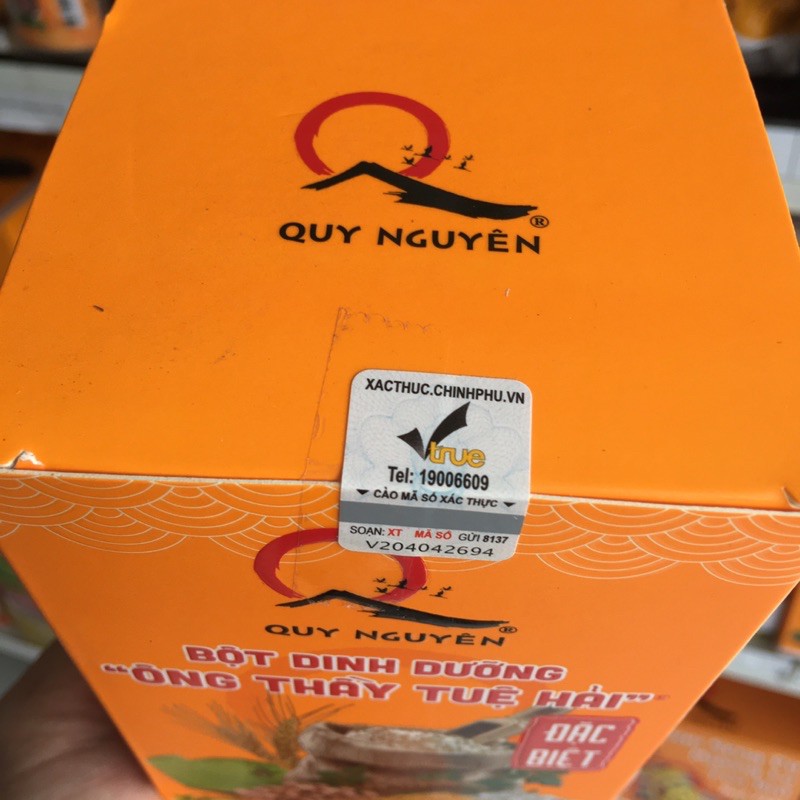 QUY NGUYÊN®
XACTHUC.CHINHPHU.VN
Vtrue
Tel: 19006609
CÀO MÃ SỐ XÁC THỰC
SOẠN: XT MÃ SỐ GỬI 8137
V204042694
QUY NGUYÊN®
BỘT DINH DƯỠNG
“ÔNG THẦY TUỆ HẢI”®
ĐẶC
BIỆT